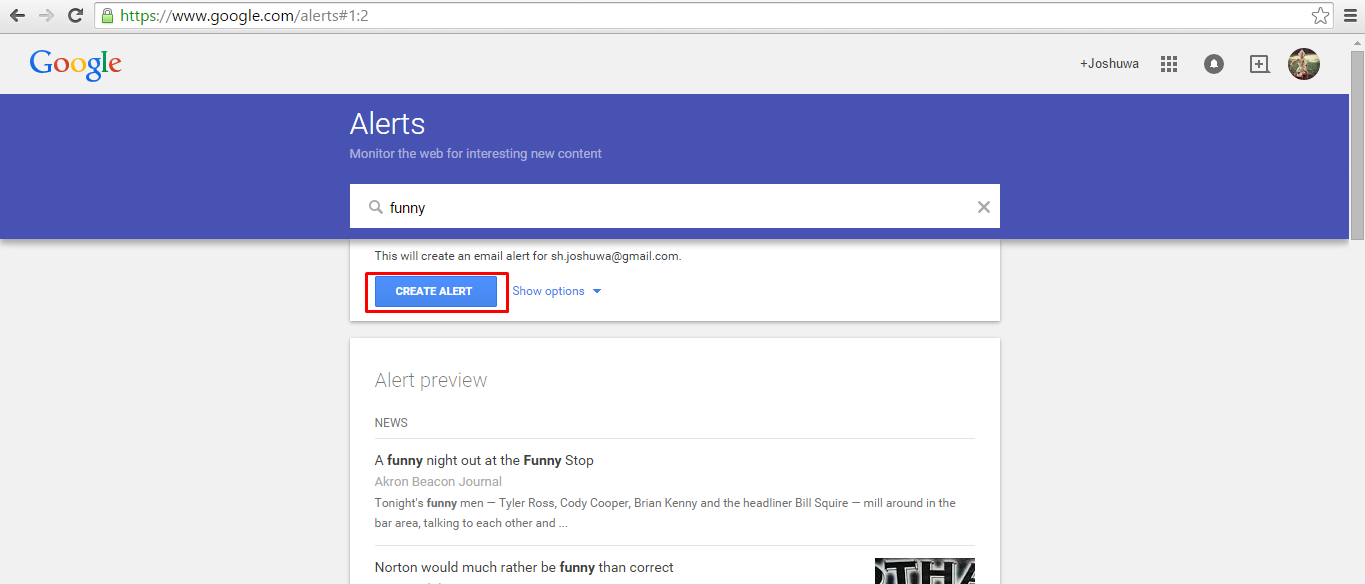 https://www.google.com/alerts#1:2
Google
+Joshuwa
Alerts
Monitor the web for interesting new content
funny
This will create an email alert for sh.joshuwa@gmail.com.
CREATE ALERT Show options
Alert preview
NEWS
A funny night out at the Funny Stop
Akron Beacon Journal
Tonight's funny men — Tyler Ross, Cody Cooper, Brian Kenny and the headliner Bill Squire — mill around in the
bar area, talking to each other and ...
Norton would much rather be funny than correct